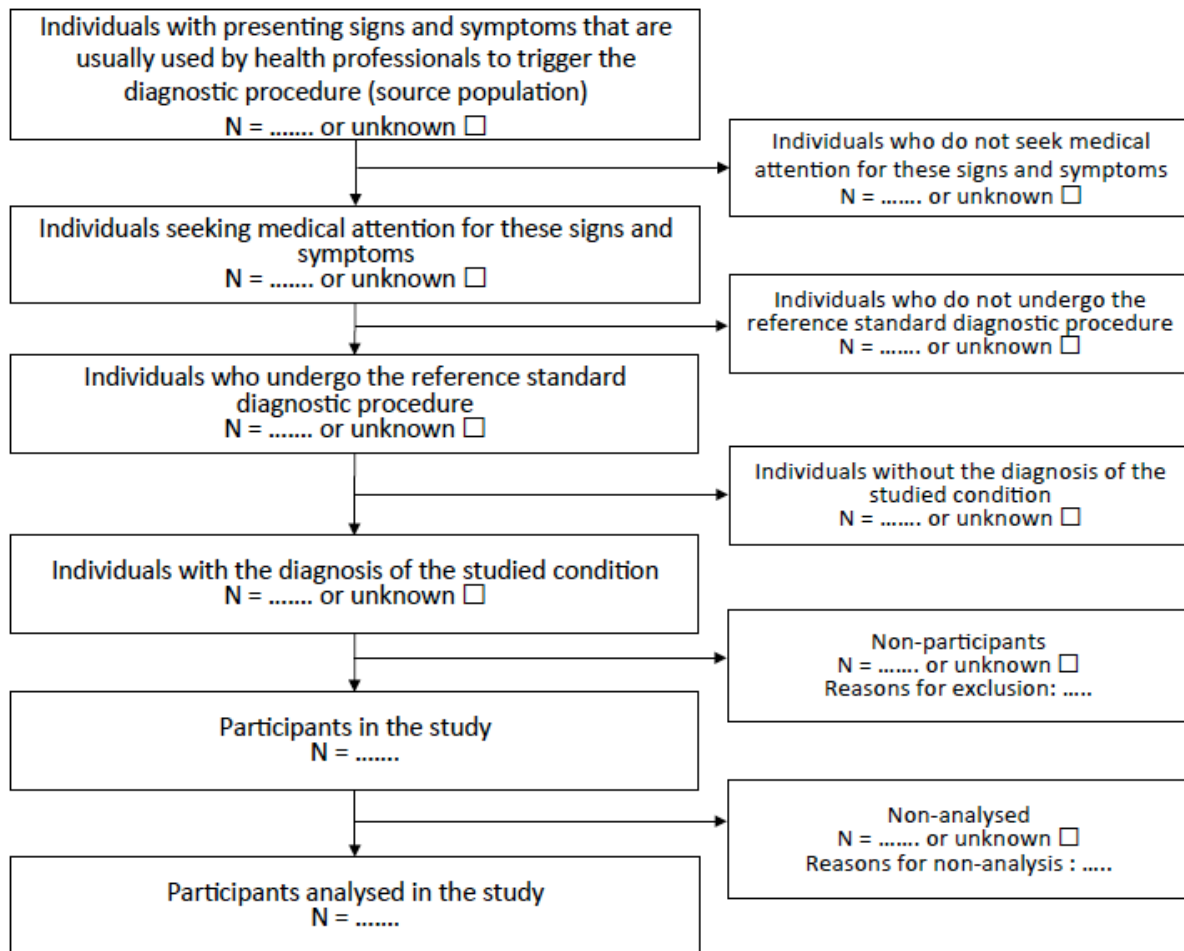 Individuals with presenting signs and symptoms that are
usually used by health professionals to trigger the
diagnostic procedure (source population)
N = ....... or unknown ☐
Individuals who do not seek medical
attention for these signs and symptoms
N = ....... or unknown ☐
Individuals seeking medical attention for these signs and
symptoms
N = ....... or unknown ☐
Individuals who do not undergo the
reference standard diagnostic procedure
N = ....... or unknown ☐
Individuals who undergo the reference standard
diagnostic procedure
N = ....... or unknown ☐
Individuals without the diagnosis of the
studied condition
N = ....... or unknown ☐
Individuals with the diagnosis of the studied condition
N = ....... or unknown ☐
Non-participants
N = ....... or unknown ☐
Reasons for exclusion: .....
Participants in the study
N = .......
Non-analysed
N = ....... or unknown ☐
Reasons for non-analysis : .....
Participants analysed in the study
N = .......